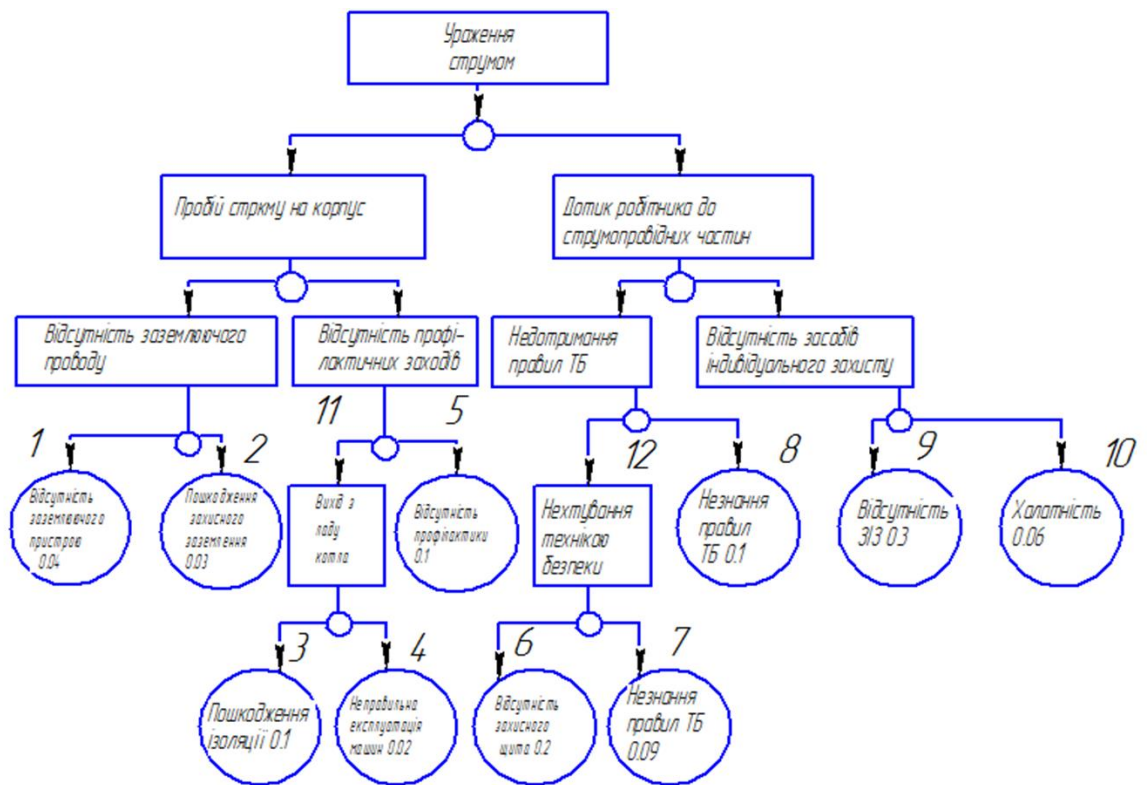 Ураження
струмом
Пробій стркму на корпус
Дотик робітника до
струмопровідних частин
Відсутність заземлюючого
проводу
Відсутність профі-
лактичних заходів
Недотримання
правил ТБ
Відсутність засобів
індивідуального захисту
1
2
11
5
12
8
9
10
Відсутність
заземлюючого
пристрою
0.04
Пошкодження
захисного
заземлення
0.03
Вихід з
ладу
котла
Відсутність
профілактики
0.1
Нехтування
технікою
безпеки
Незнання
правил
ТБ 0.1
Відсутність
ЗІЗ 0.3
Халатність
0.06
3
4
6
7
Пошкодження
ізоляції 0.1
Неправильна
експлуатація
машин 0.02
Відсутність
захисного
щита 0.2
Незнання
правил ТБ
0.09